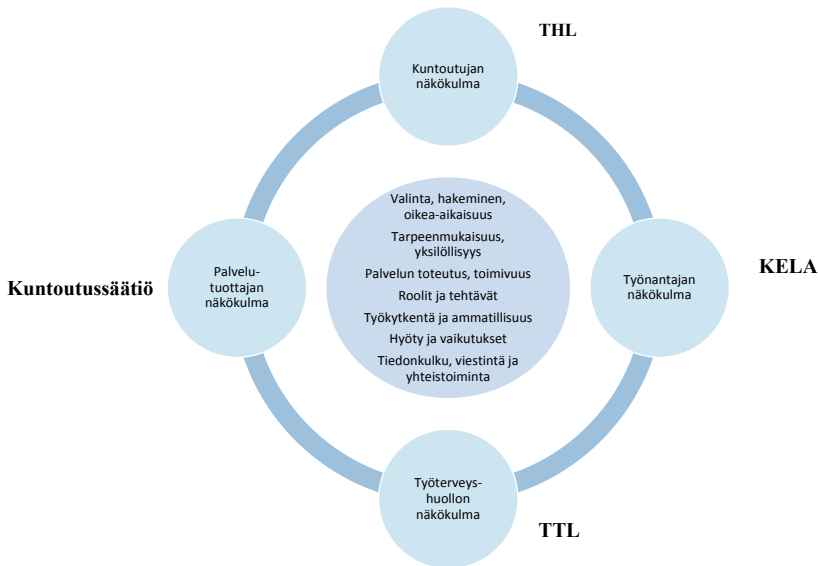 THL
Kuntoutujan
näkökulma
Valinta, hakeminen,
oikea-aikaisuus
Tarpeenmukaisuus,
yksilöllisyys
Palvelun toteutus, toimivuus
Roolit ja tehtävät
Työkytkentä ja ammatillisuus
Hyöty ja vaikutukset
Tiedonkulku, viestintä ja
yhteistoiminta
Kuntoutussäätiö
Palvelu-
tuottajan
näkökulma
Työnantajan
näkökulma
KELA
Työterveys-
huollon
näkökulma
TTL